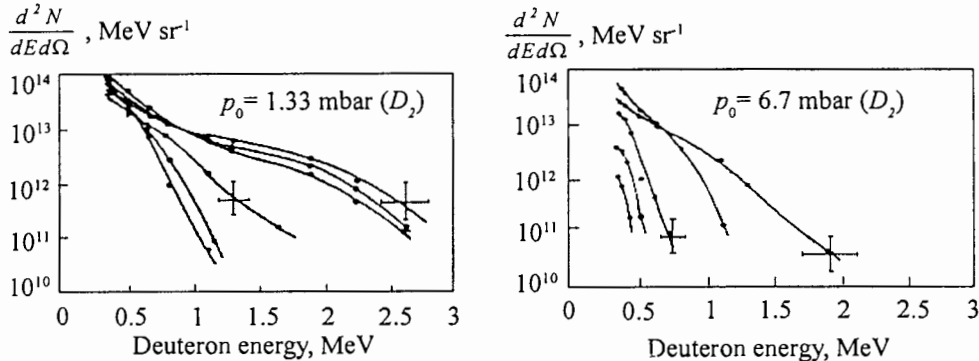 d²N
dEdΩ , MeV sr⁻¹
10¹⁴
10¹³
10¹²
10¹¹
10¹⁰
p₀= 1.33 mbar (D₂)
0 0.5 1 1.5 2 2.5 3
Deuteron energy, MeV
d²N
dEdΩ , MeV sr⁻¹
10¹⁴
10¹³
10¹²
10¹¹
10¹⁰
p₀= 6.7 mbar (D₂)
0 0.5 1 1.5 2 2.5 3
Deuteron energy, MeV